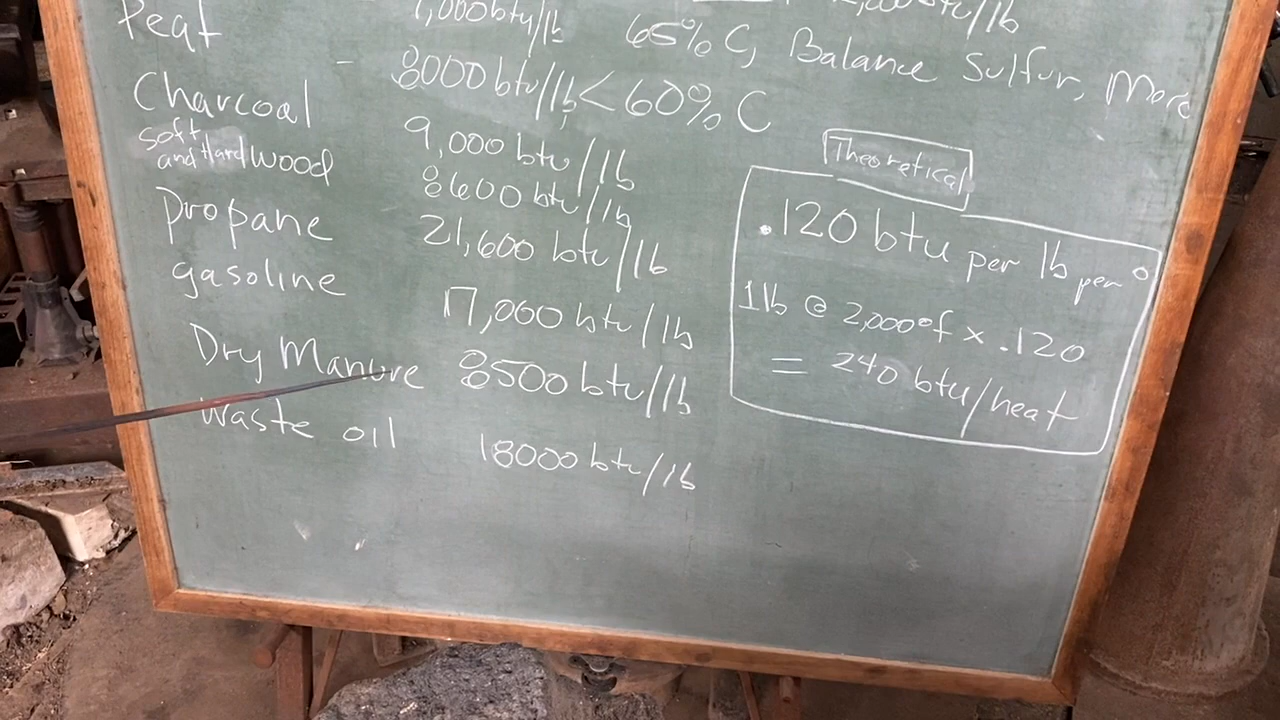 Peat 8000 btu/lb < 60% C
65% C, Balance Sulfur, More
Charcoal 9,000 btu/lb
soft and Hard wood 8600 btu/lb
Propane 21,600 btu/lb
gasoline 17,000 btu/lb
Dry Manure 8500 btu/lb
Waste oil 18000 btu/lb
Theoretical
.120 btu per lb per °
1 lb @ 2,000°f x .120
= 240 btu/heat